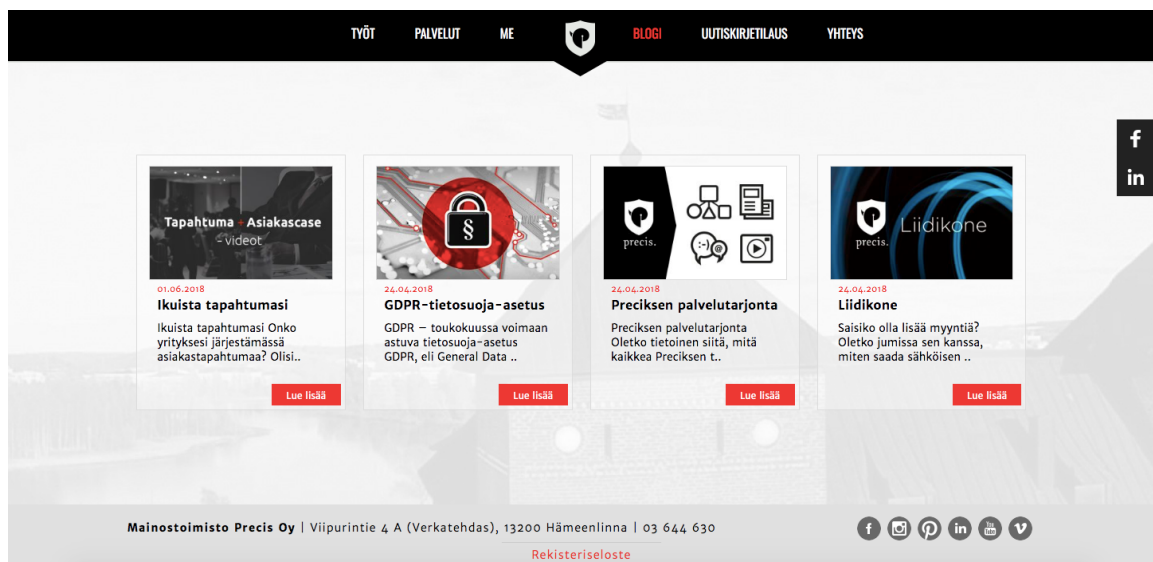 TYÖT PALVELUT ME BLOGI UUTISKIRJETILAUS YHTEYS
f
in
Tapahtuma + Asiakascase
- videot
01.06.2018
Ikuista tapahtumasi
Ikuista tapahtumasi Onko
yrityksesi järjestämässä
asiakastapahtumaa? Olisi..
Lue lisää
§
24.04.2018
GDPR-tietosuoja-asetus
GDPR – toukokuussa voimaan
astuva tietosuoja-asetus
GDPR, eli General Data ..
Lue lisää
precis.
:-) @
24.04.2018
Preciksen palvelutarjonta
Preciksen palvelutarjonta
Oletko tietoinen siitä, mitä
kaikkea Preciksen t..
Lue lisää
precis.
Liidikone
24.04.2018
Liidikone
Saisiko olla lisää myyntiä?
Oletko jumissa sen kanssa,
miten saada sähköisen ..
Lue lisää
Mainostoimisto Precis Oy | Viipurintie 4 A (Verkatehdas), 13200 Hämeenlinna | 03 644 630
f in You Tube
Rekisteriseloste